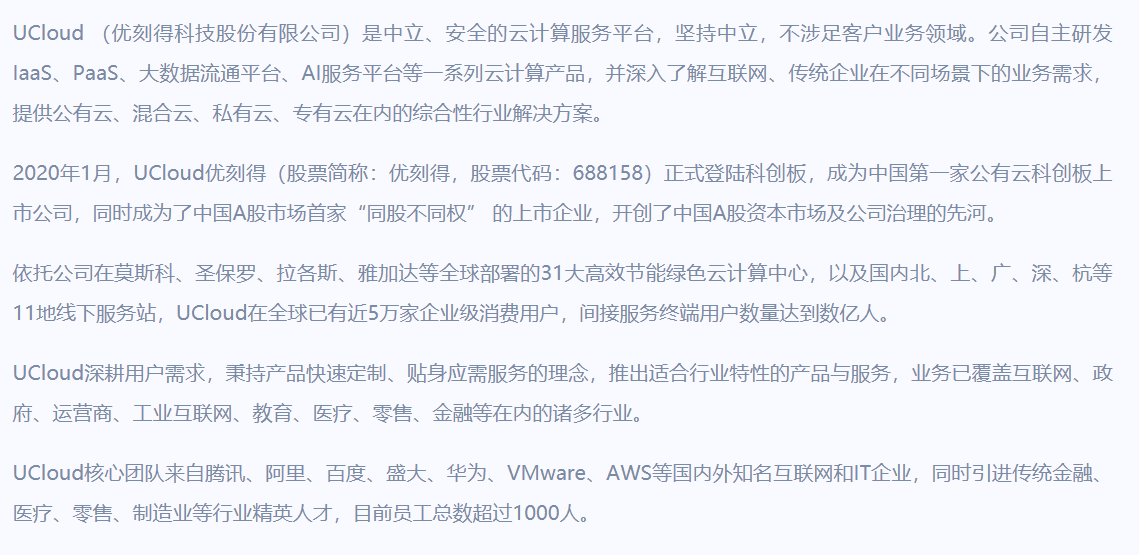 UCloud （优刻得科技股份有限公司）是中立、安全的云计算服务平台，坚持中立，不涉足客户业务领域。公司自主研发
IaaS、PaaS、大数据流通平台、AI服务平台等一系列云计算产品，并深入了解互联网、传统企业在不同场景下的业务需求，
提供公有云、混合云、私有云、专有云在内的综合性行业解决方案。
2020年1月，UCloud优刻得（股票简称：优刻得，股票代码：688158）正式登陆科创板，成为中国第一家公有云科创板上
市公司，同时成为了中国A股市场首家“同股不同权” 的上市企业，开创了中国A股资本市场及公司治理的先河。
依托公司在莫斯科、圣保罗、拉各斯、雅加达等全球部署的31大高效节能绿色云计算中心，以及国内北、上、广、深、杭等
11地线下服务站，UCloud在全球已有近5万家企业级消费用户，间接服务终端用户数量达到数亿人。
UCloud深耕用户需求，秉持产品快速定制、贴身应需服务的理念，推出适合行业特性的产品与服务，业务已覆盖互联网、政
府、运营商、工业互联网、教育、医疗、零售、金融等在内的诸多行业。
UCloud核心团队来自腾讯、阿里、百度、盛大、华为、VMware、AWS等国内外知名互联网和IT企业，同时引进传统金融、
医疗、零售、制造业等行业精英人才，目前员工总数超过1000人。